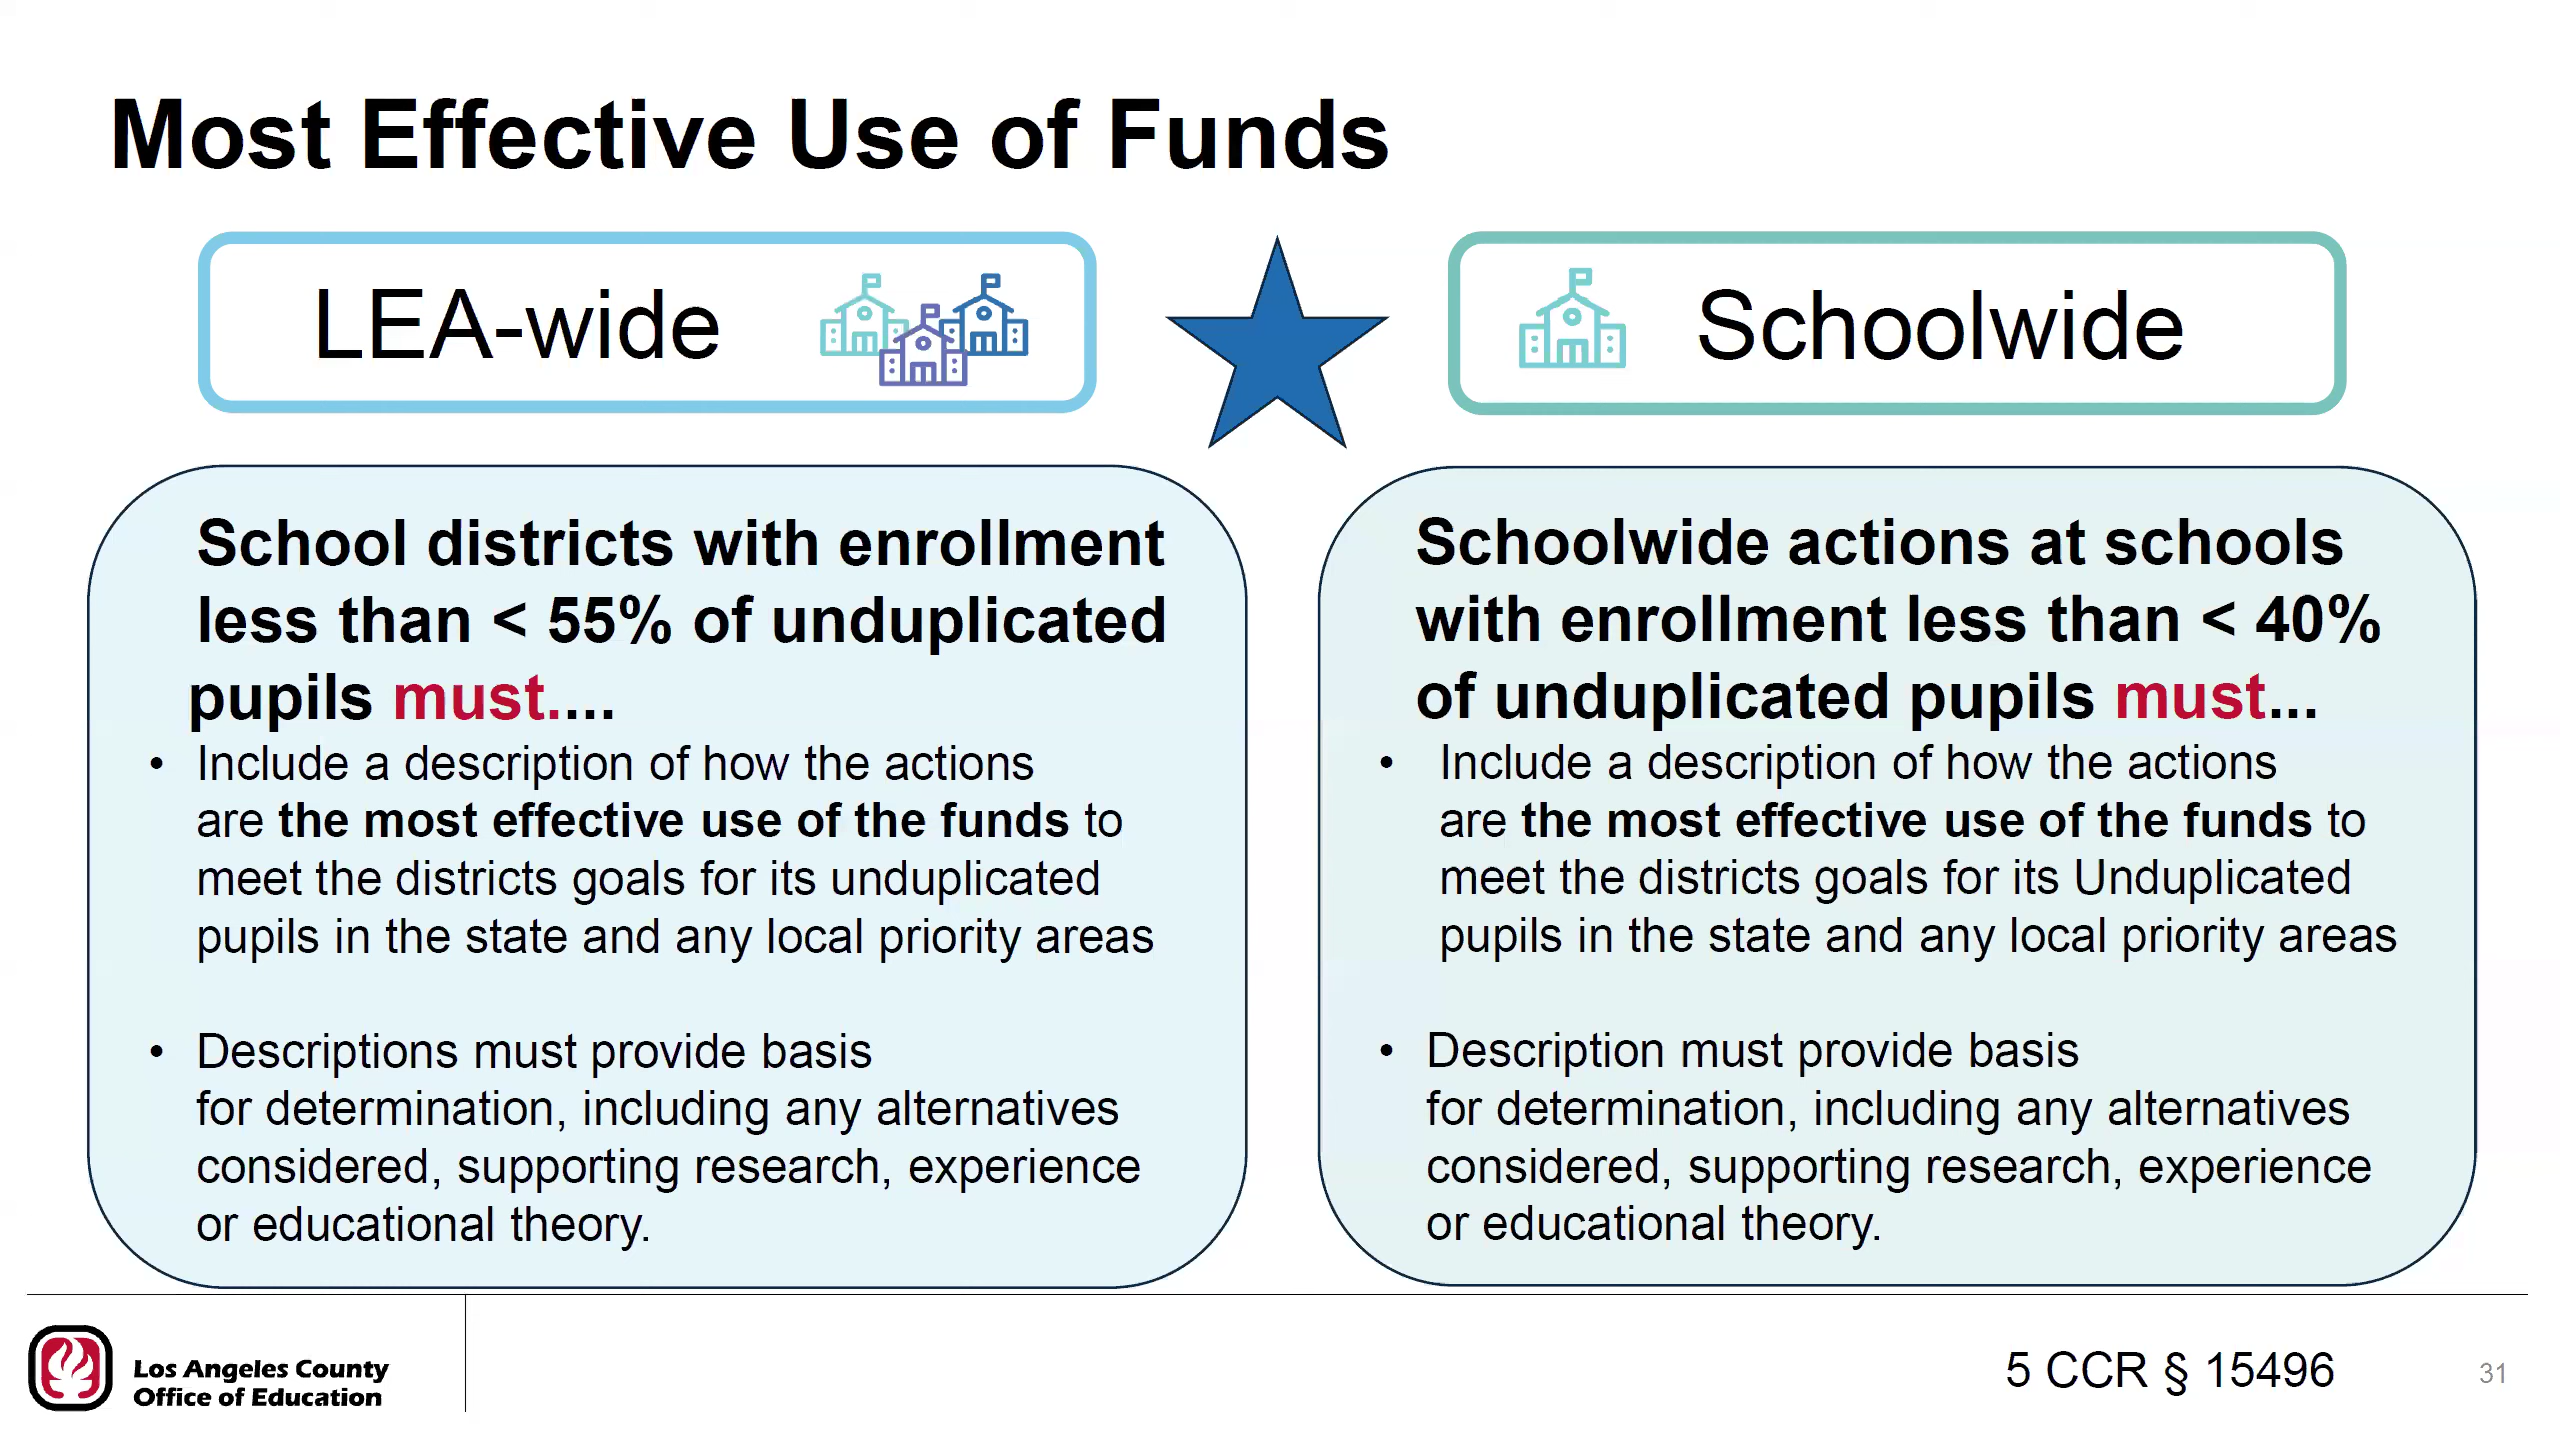 Most Effective Use of Funds
LEA-wide
Schoolwide
School districts with enrollment
less than < 55% of unduplicated
pupils must....
• Include a description of how the actions
are the most effective use of the funds to
meet the districts goals for its unduplicated
pupils in the state and any local priority areas
• Descriptions must provide basis
for determination, including any alternatives
considered, supporting research, experience
or educational theory.
Schoolwide actions at schools
with enrollment less than < 40%
of unduplicated pupils must...
• Include a description of how the actions
are the most effective use of the funds to
meet the districts goals for its Unduplicated
pupils in the state and any local priority areas
• Description must provide basis
for determination, including any alternatives
considered, supporting research, experience
or educational theory.
Los Angeles County
Office of Education
5 CCR § 15496
31